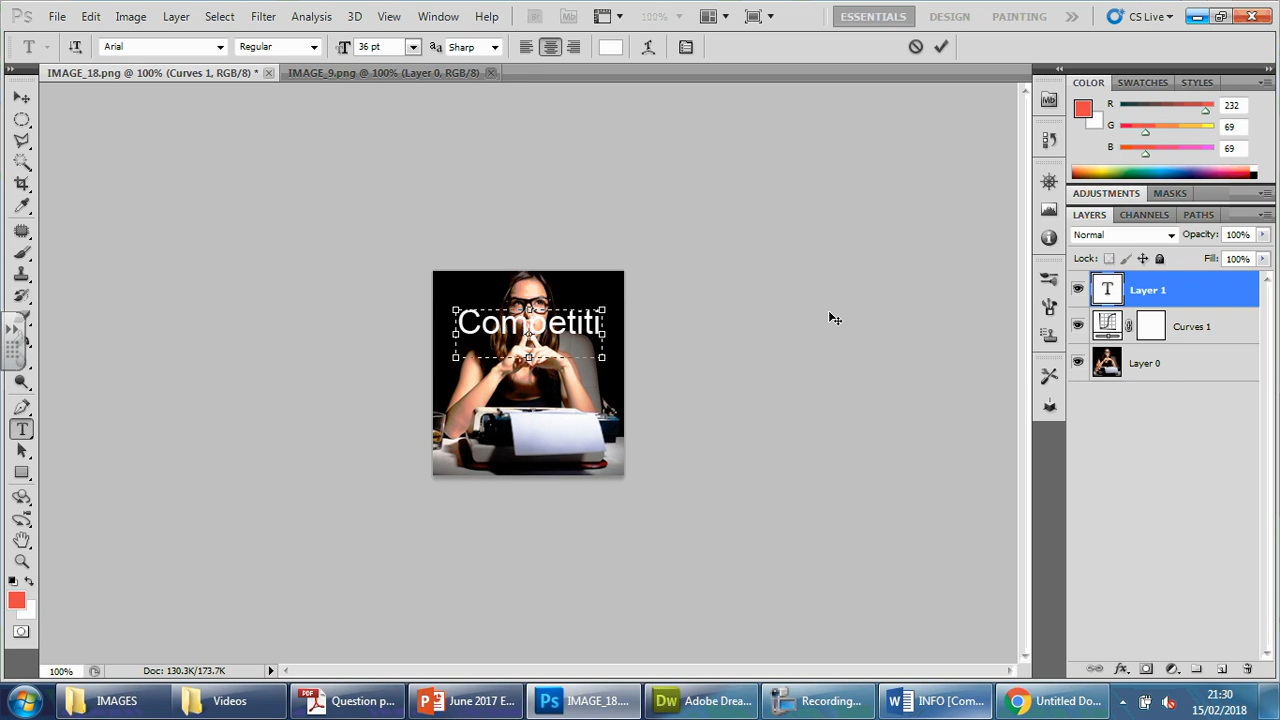 Ps File Edit Image Layer Select Filter Analysis 3D View Window Help Br Mb 100% ESSENTIALS DESIGN PAINTING CS Live
T Arial Regular 36 pt Sharp
IMAGE_18.png @ 100% (Curves 1, RGB/8) * IMAGE_9.png @ 100% (Layer 0, RGB/8)
COLOR SWATCHES STYLES
R 232
G 69
B 69
ADJUSTMENTS MASKS
LAYERS CHANNELS PATHS
Normal Opacity: 100%
Lock: Fill: 100%
T Layer 1
Curves 1
Layer 0
Competiti
100% Doc: 130.3K/173.7K
IMAGES Videos Question p... June 2017 E... IMAGE_18.... Adobe Drea... Recording... INFO [Com... Untitled Do...
21:30
15/02/2018